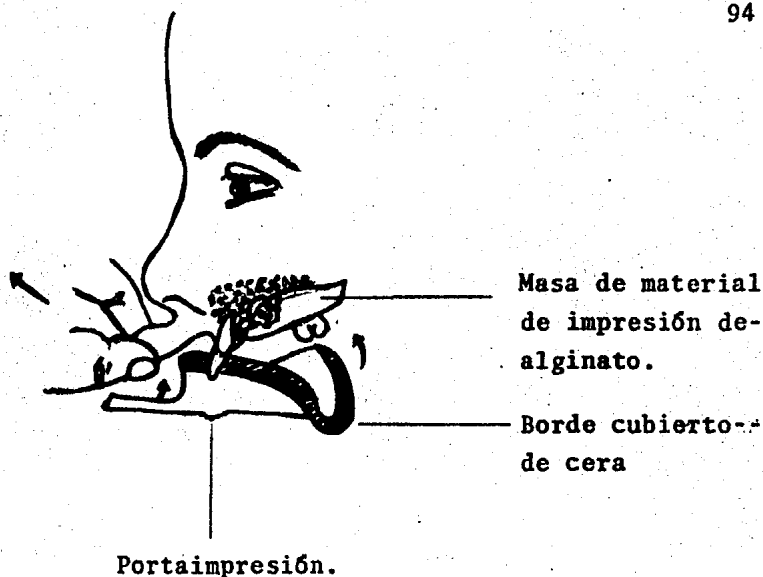 94
Masa de material
de impresión de-
alginato.
Borde cubierto--
de cera
Portaimpresión.